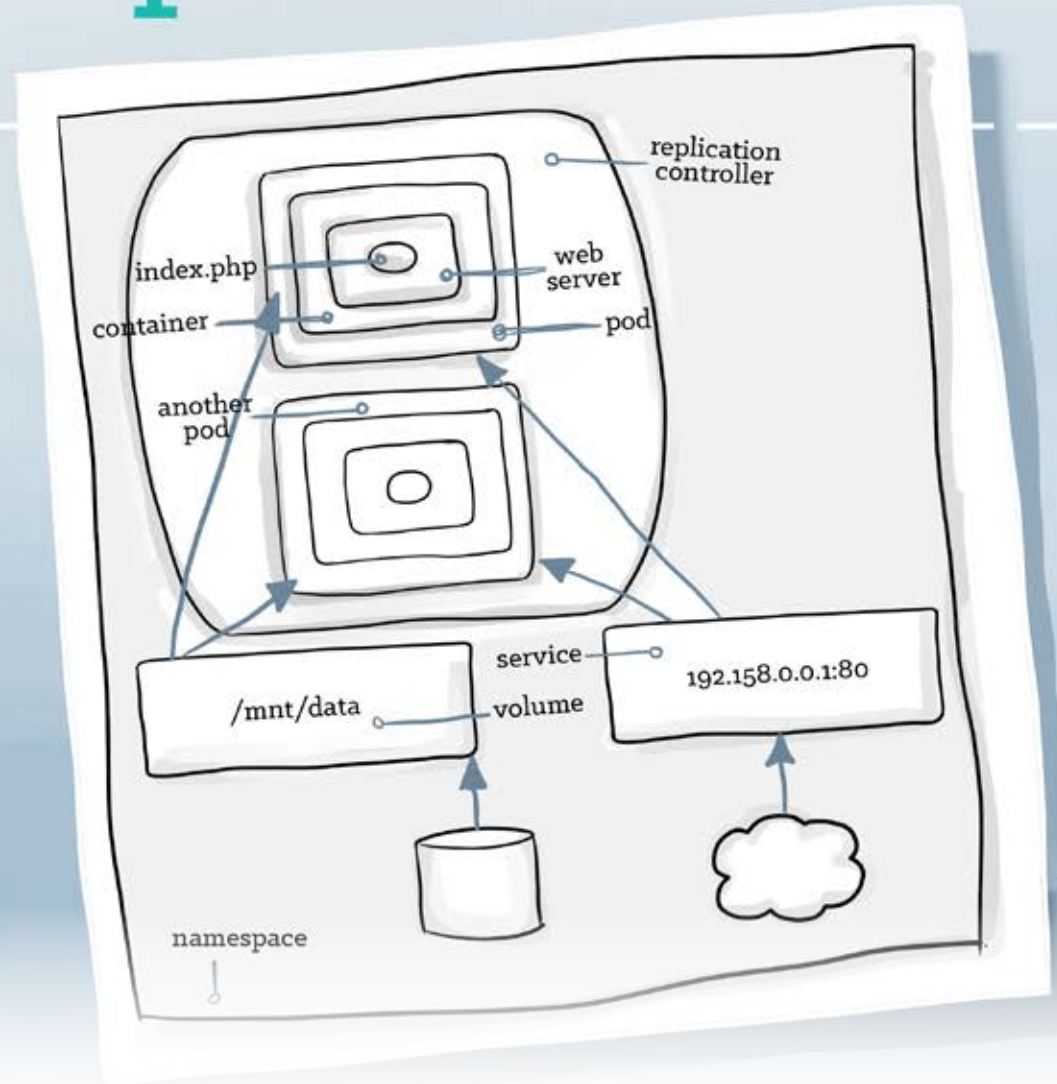 replication
controller
index.php
web
server
container
pod
another
pod
service
192.158.0.0.1:80
/mnt/data
volume
namespace